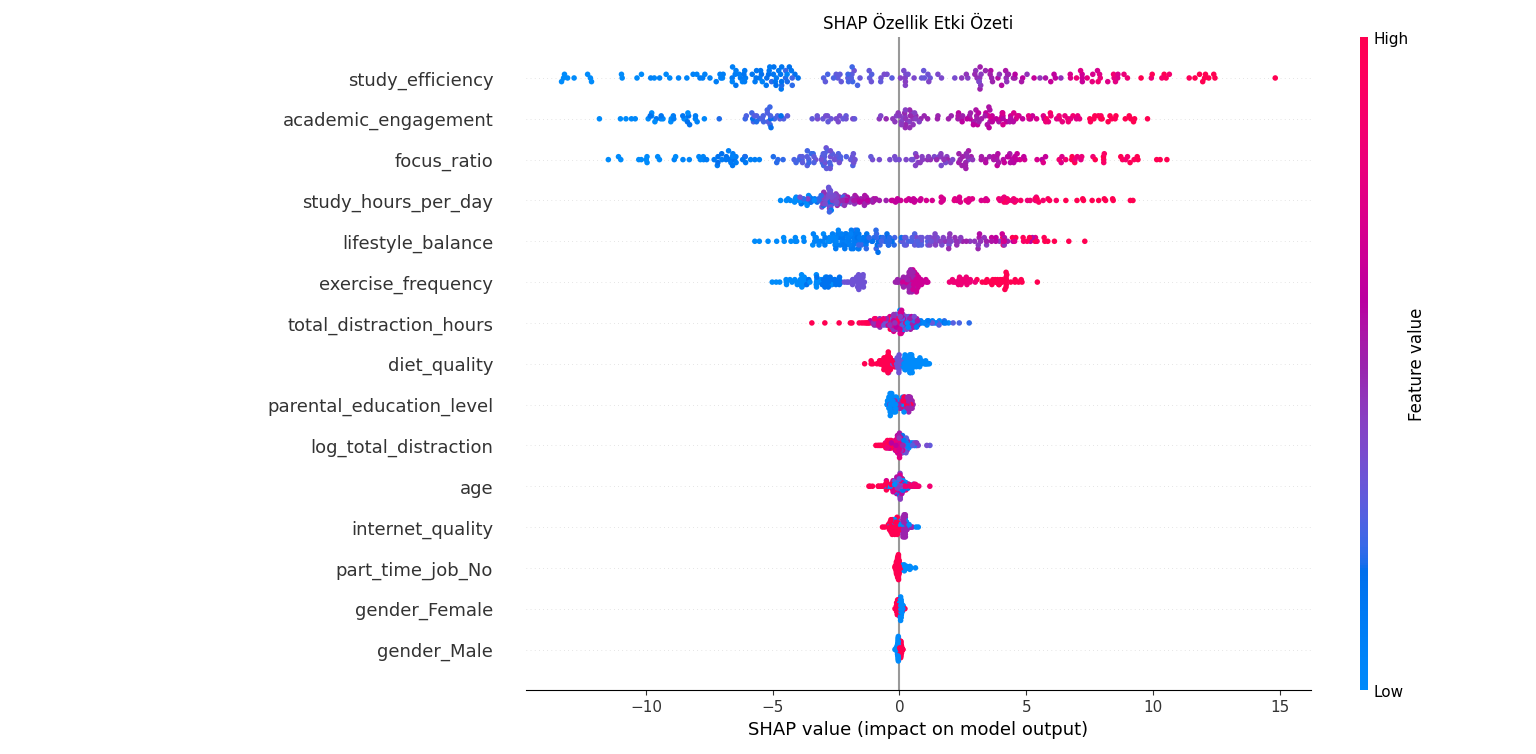 SHAP Özellik Etki Özeti
High
study_efficiency
academic_engagement
focus_ratio
study_hours_per_day
lifestyle_balance
exercise_frequency
total_distraction_hours
diet_quality
parental_education_level
log_total_distraction
age
internet_quality
part_time_job_No
gender_Female
gender_Male
Feature value
Low
−10 −5 0 5 10 15
SHAP value (impact on model output)